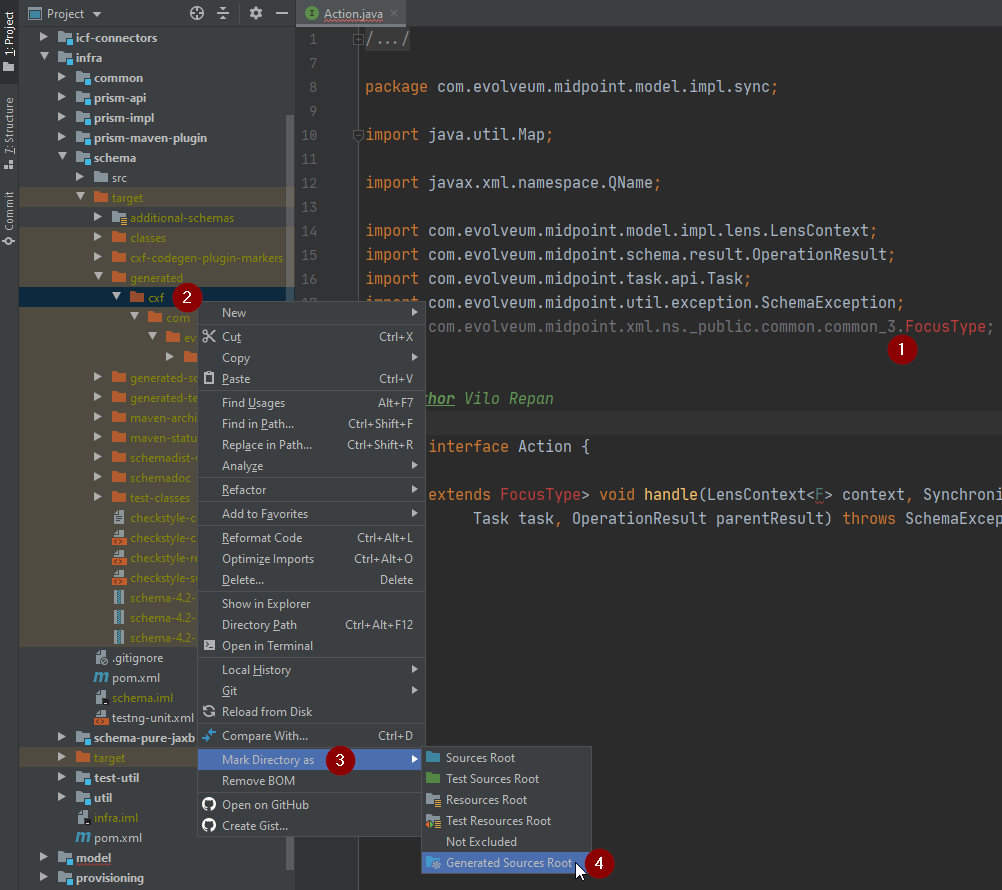 Project
Action.java
1: Project
7: Structure
Commit
icf-connectors
infra
common
prism-api
prism-impl
prism-maven-plugin
schema
src
target
additional-schemas
classes
cxf-codegen-plugin-markers
generated
cxf
com
ev
generated-so
generated-te
maven-archi
maven-statu
schemadist-
schemadoc
test-classes
checkstyle-c
checkstyle-c
checkstyle-re
checkstyle-su
schema-4.2-
schema-4.2-
schema-4.2-
.gitignore
pom.xml
schema.iml
testng-unit.xml
schema-pure-jaxb
target
test-util
util
infra.iml
pom.xml
model
provisioning
2
New
Cut Ctrl+X
Copy
Paste Ctrl+V
Find Usages Alt+F7
Find in Path... Ctrl+Shift+F
Replace in Path... Ctrl+Shift+R
Analyze
Refactor
Add to Favorites
Reformat Code Ctrl+Alt+L
Optimize Imports Ctrl+Alt+O
Delete... Delete
Show in Explorer
Directory Path Ctrl+Alt+F12
Open in Terminal
Local History
Git
Reload from Disk
Compare With... Ctrl+D
Mark Directory as 3
Remove BOM
Open on GitHub
Create Gist...
Sources Root
Test Sources Root
Resources Root
Test Resources Root
Not Excluded
Generated Sources Root 4
1 /.../
7
8 package com.evolveum.midpoint.model.impl.sync;
9
10 import java.util.Map;
11
12 import javax.xml.namespace.QName;
13
14 import com.evolveum.midpoint.model.impl.lens.LensContext;
15 import com.evolveum.midpoint.schema.result.OperationResult;
16 import com.evolveum.midpoint.task.api.Task;
import com.evolveum.midpoint.util.exception.SchemaException;
com.evolveum.midpoint.xml.ns._public.common.common_3.FocusType;
1
hor Vilo Repan
interface Action {
extends FocusType> void handle(LensContext<F> context, Synchroni
Task task, OperationResult parentResult) throws SchemaExcep